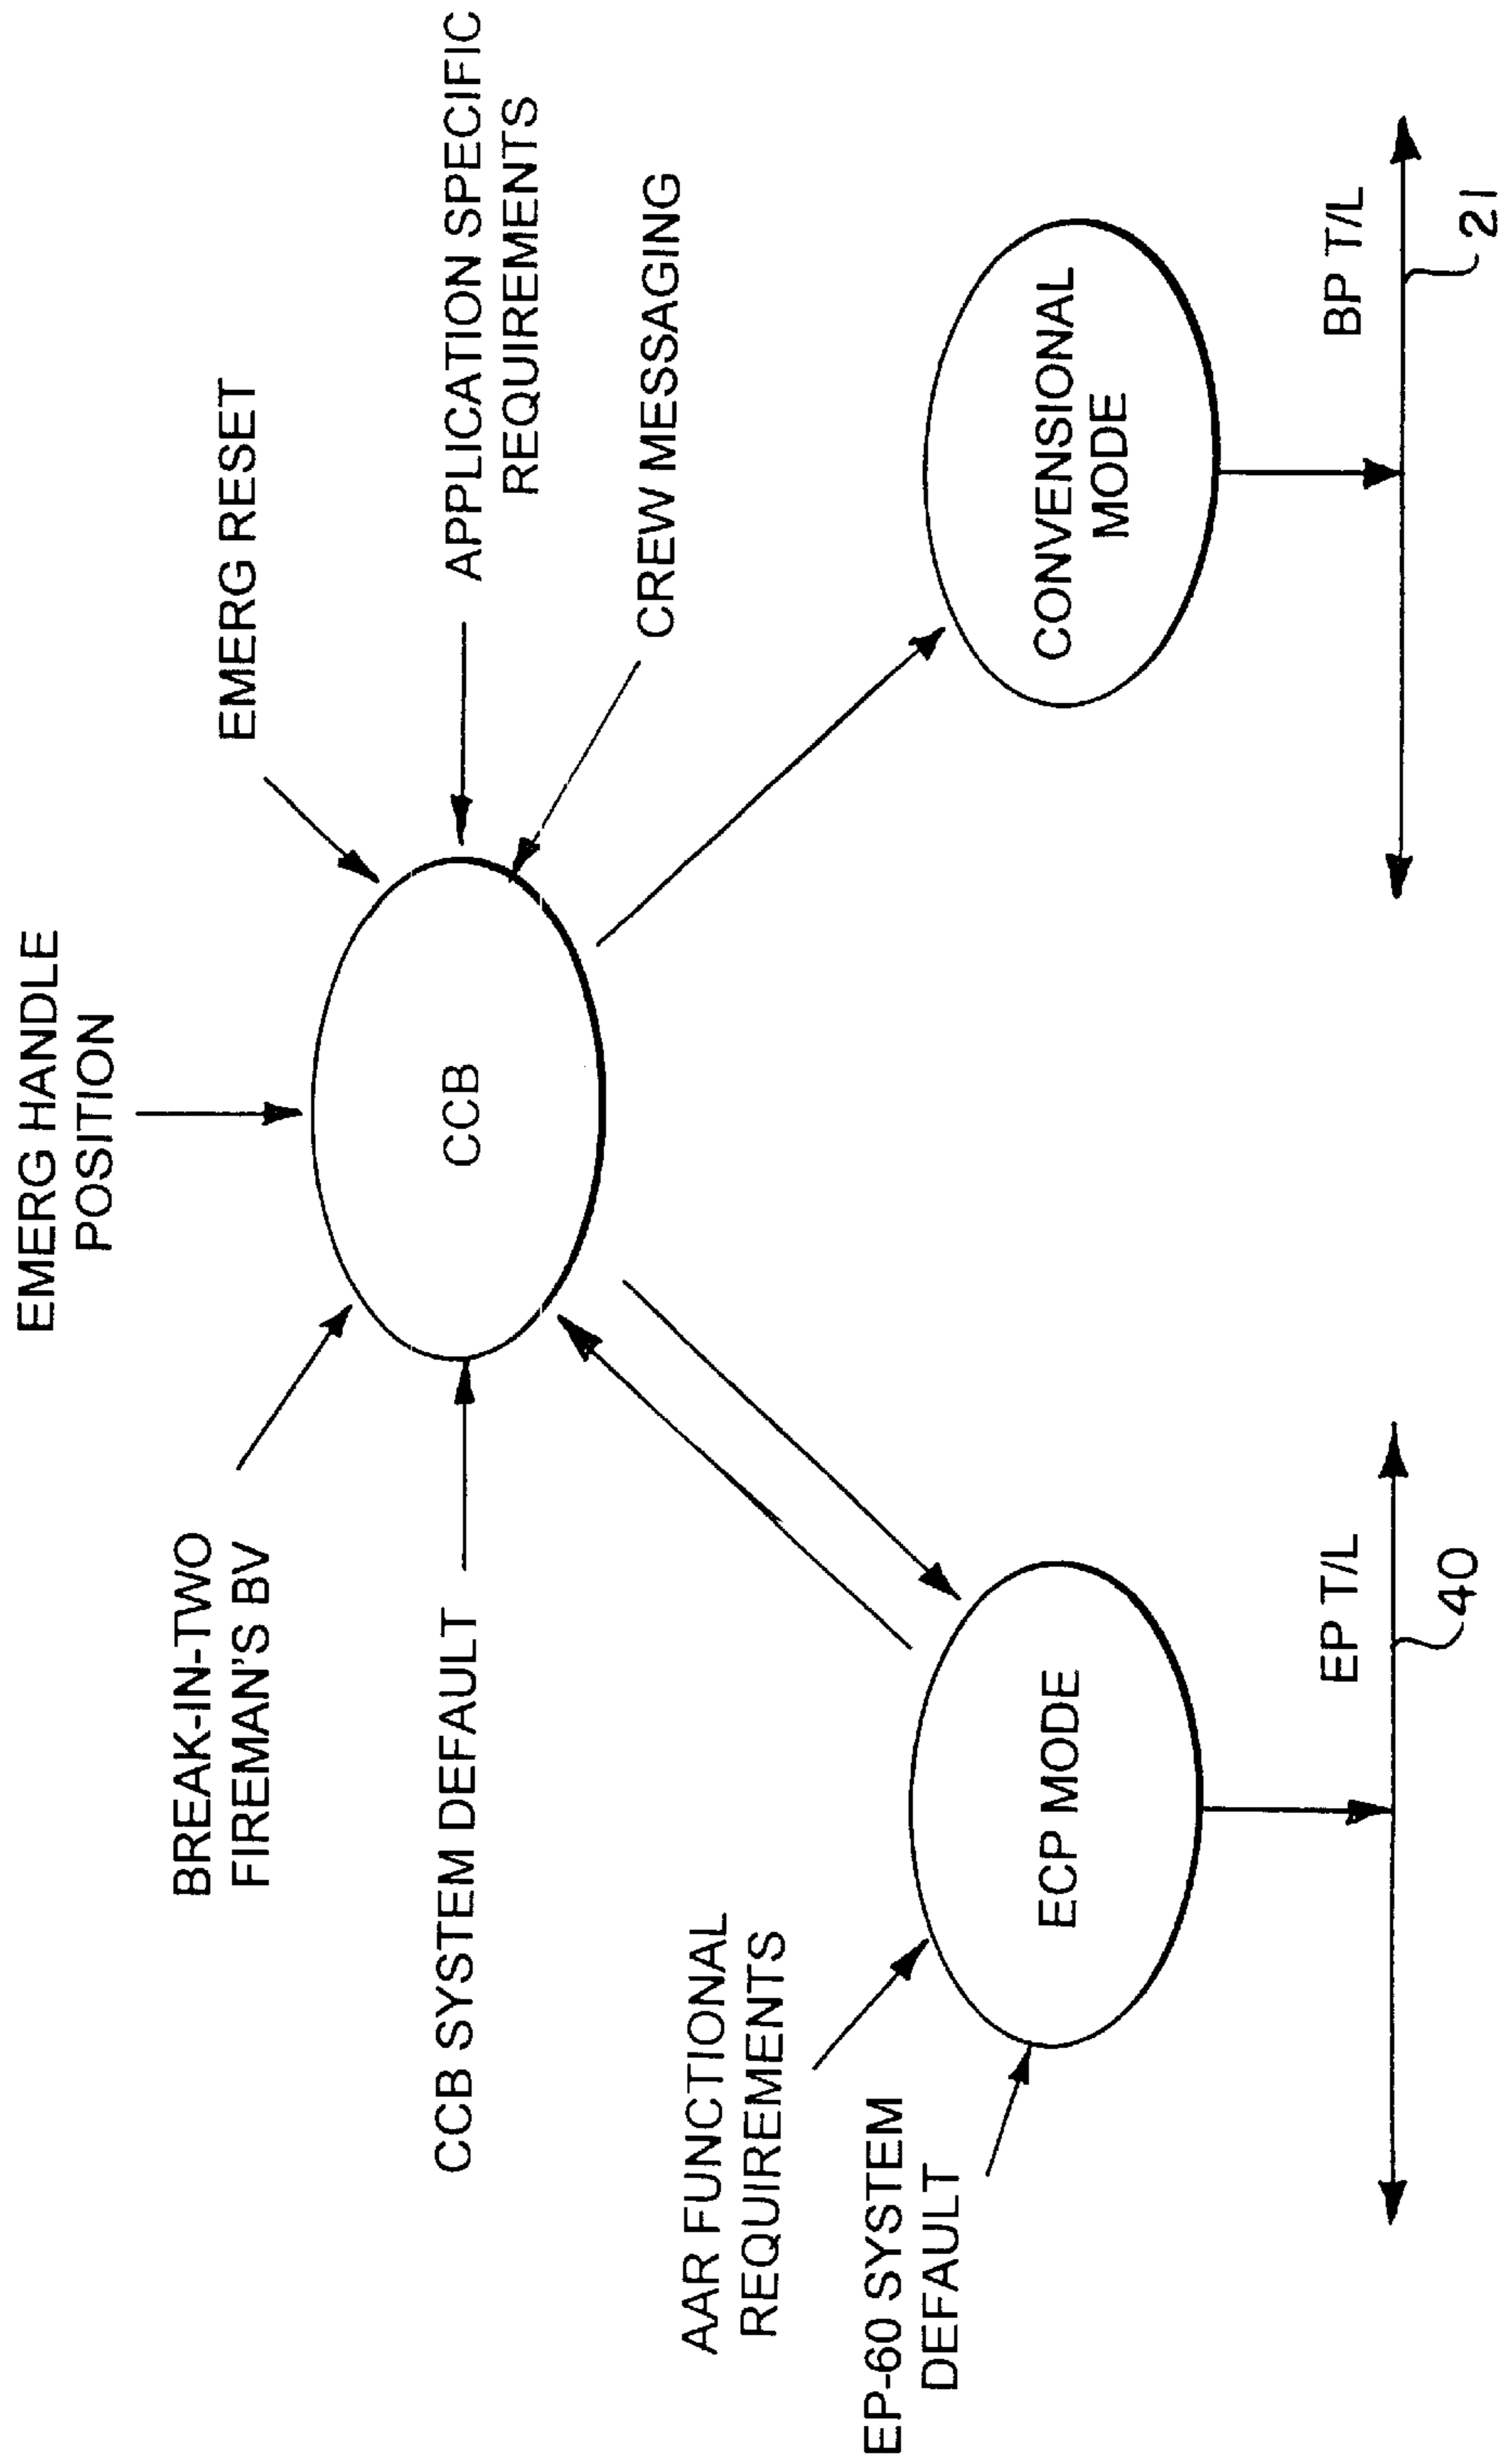 EMERG HANDLE
POSITION
BREAK-IN-TWO
FIREMAN'S BV
EMERG RESET
CCB SYSTEM DEFAULT
CCB
APPLICATION SPECIFIC
REQUIREMENTS
CREW MESSAGING
AAR FUNCTIONAL
REQUIREMENTS
EP-60 SYSTEM
DEFAULT
ECP MODE
CONVENSIONAL
MODE
EP T/L
40
BP T/L
21